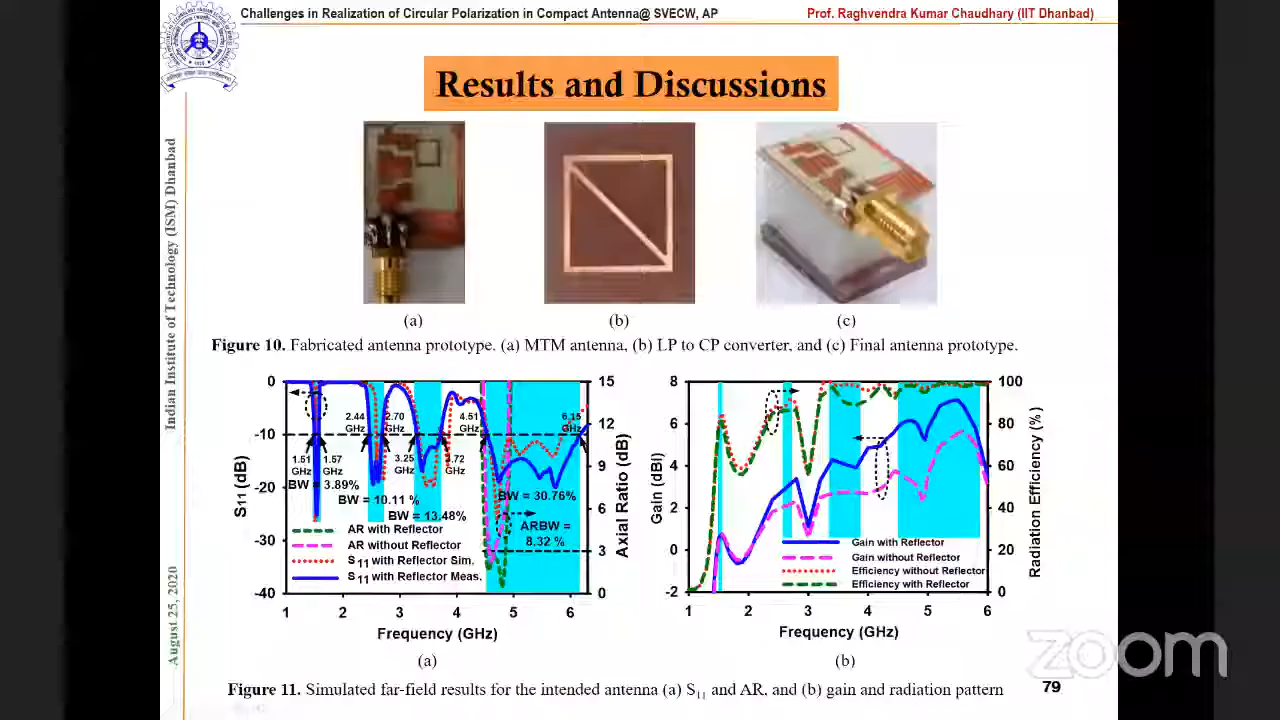 Challenges in Realization of Circular Polarization in Compact Antenna@ SVECW, AP
Prof. Raghvendra Kumar Chaudhary (IIT Dhanbad)
Indian Institute of Technology (ISM) Dhanbad
August 25, 2020
Results and Discussions
(a)
(b)
(c)
Figure 10. Fabricated antenna prototype. (a) MTM antenna, (b) LP to CP converter, and (c) Final antenna prototype.
S11 (dB)
0
-10
-20
-30
-40
1 2 3 4 5 6
Frequency (GHz)
15
12
9
6
3
0
Axial Ratio (dB)
2.44 GHz
2.70 GHz
4.51 GHz
6.15 GHz
1.51 GHz
1.57 GHz
3.25 GHz
3.72 GHz
BW = 3.89%
BW = 10.11 %
BW = 13.48%
BW = 30.76%
ARBW = 8.32 %
AR with Reflector
AR without Reflector
S11 with Reflector Sim.
S11 with Reflector Meas.
(a)
Gain (dBI)
8
6
4
2
0
-2
1 2 3 4 5 6
Frequency (GHz)
100
80
60
40
20
0
Radiation Efficiency (%)
Gain with Reflector
Gain without Reflector
Efficiency without Reflector
Efficiency with Reflector
(b)
Figure 11. Simulated far-field results for the intended antenna (a) S11 and AR, and (b) gain and radiation pattern
79
zoom